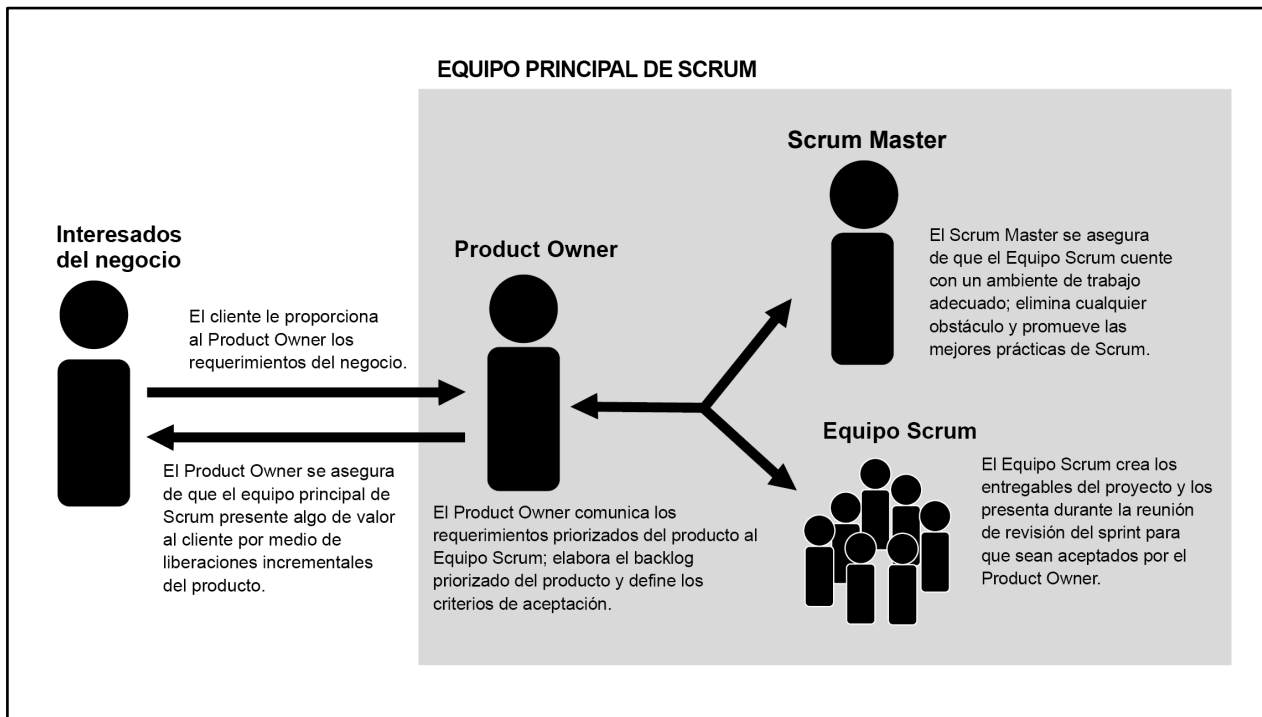 EQUIPO PRINCIPAL DE SCRUM
Interesados
del negocio
El cliente le proporciona
al Product Owner los
requerimientos del negocio.
El Product Owner se asegura
de que el equipo principal de
Scrum presente algo de valor
al cliente por medio de
liberaciones incrementales
del producto.
Product Owner
El Product Owner comunica los
requerimientos priorizados del producto al
Equipo Scrum; elabora el backlog
priorizado del producto y define los
criterios de aceptación.
Scrum Master
El Scrum Master se asegura
de que el Equipo Scrum cuente
con un ambiente de trabajo
adecuado; elimina cualquier
obstáculo y promueve las
mejores prácticas de Scrum.
Equipo Scrum
El Equipo Scrum crea los
entregables del proyecto y los
presenta durante la reunión
de revisión del sprint para
que sean aceptados por el
Product Owner.